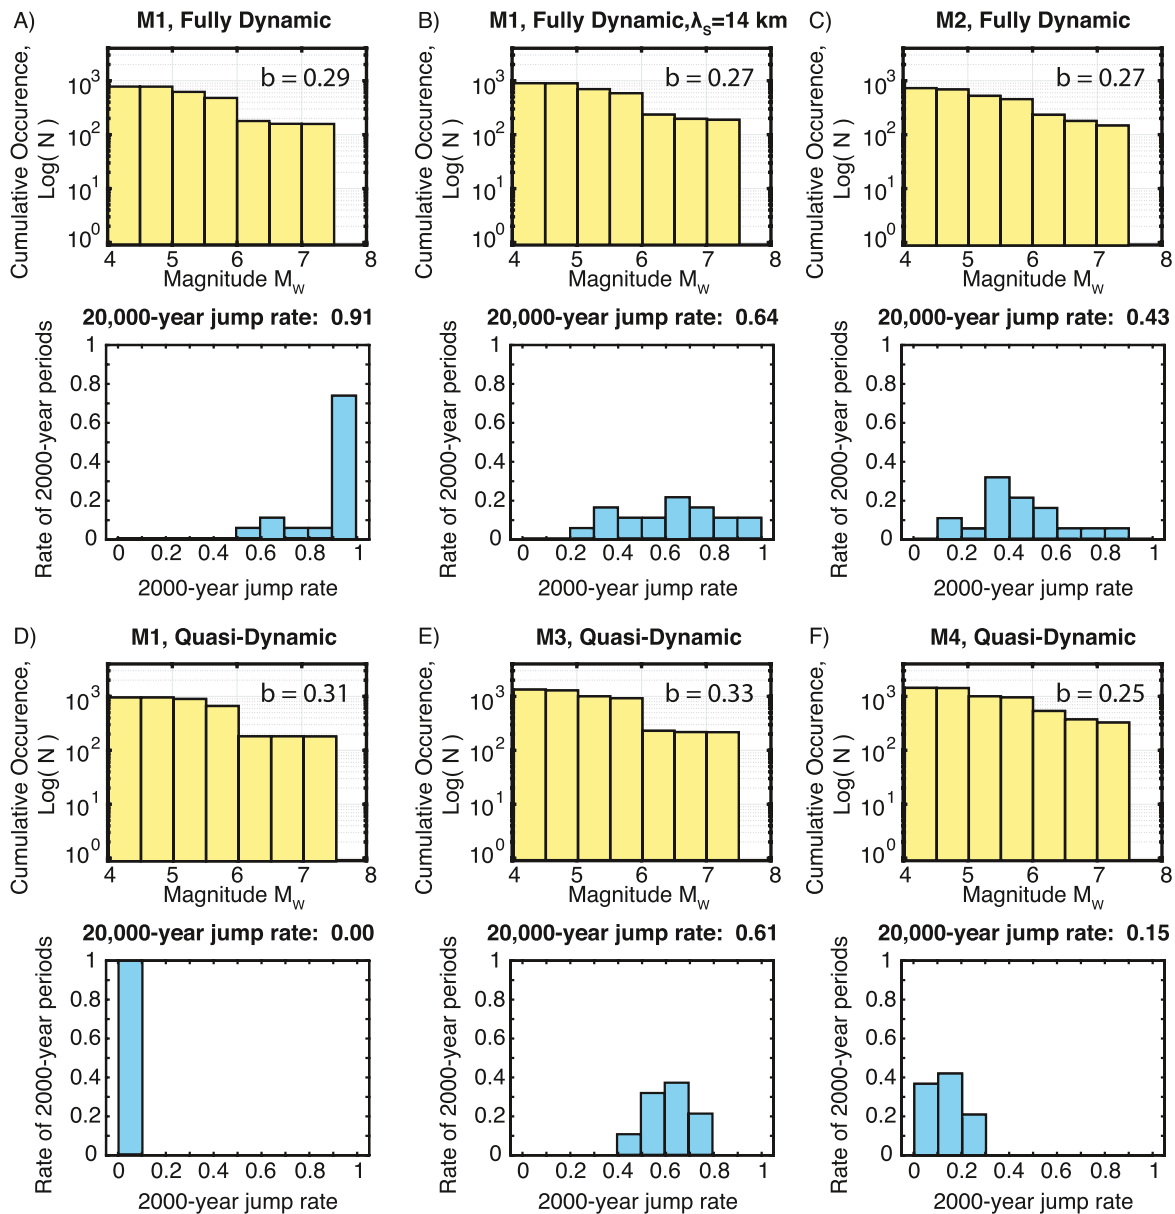 A)
M1, Fully Dynamic
Cumulative Occurence,
Log( N )
10³
10²
10¹
10⁰
b = 0.29
4 5 6 7 8
Magnitude M_W
20,000-year jump rate: 0.91
Rate of 2000-year periods
1
0.8
0.6
0.4
0.2
0
0 0.2 0.4 0.6 0.8 1
2000-year jump rate
B)
M1, Fully Dynamic,λ_s=14 km
Cumulative Occurence,
Log( N )
10³
10²
10¹
10⁰
b = 0.27
4 5 6 7 8
Magnitude M_W
20,000-year jump rate: 0.64
Rate of 2000-year periods
1
0.8
0.6
0.4
0.2
0
0 0.2 0.4 0.6 0.8 1
2000-year jump rate
C)
M2, Fully Dynamic
Cumulative Occurence,
Log( N )
10³
10²
10¹
10⁰
b = 0.27
4 5 6 7 8
Magnitude M_W
20,000-year jump rate: 0.43
Rate of 2000-year periods
1
0.8
0.6
0.4
0.2
0
0 0.2 0.4 0.6 0.8 1
2000-year jump rate
D)
M1, Quasi-Dynamic
Cumulative Occurence,
Log( N )
10³
10²
10¹
10⁰
b = 0.31
4 5 6 7 8
Magnitude M_W
20,000-year jump rate: 0.00
Rate of 2000-year periods
1
0.8
0.6
0.4
0.2
0
0 0.2 0.4 0.6 0.8 1
2000-year jump rate
E)
M3, Quasi-Dynamic
Cumulative Occurence,
Log( N )
10³
10²
10¹
10⁰
b = 0.33
4 5 6 7 8
Magnitude M_W
20,000-year jump rate: 0.61
Rate of 2000-year periods
1
0.8
0.6
0.4
0.2
0
0 0.2 0.4 0.6 0.8 1
2000-year jump rate
F)
M4, Quasi-Dynamic
Cumulative Occurence,
Log( N )
10³
10²
10¹
10⁰
b = 0.25
4 5 6 7 8
Magnitude M_W
20,000-year jump rate: 0.15
Rate of 2000-year periods
1
0.8
0.6
0.4
0.2
0
0 0.2 0.4 0.6 0.8 1
2000-year jump rate